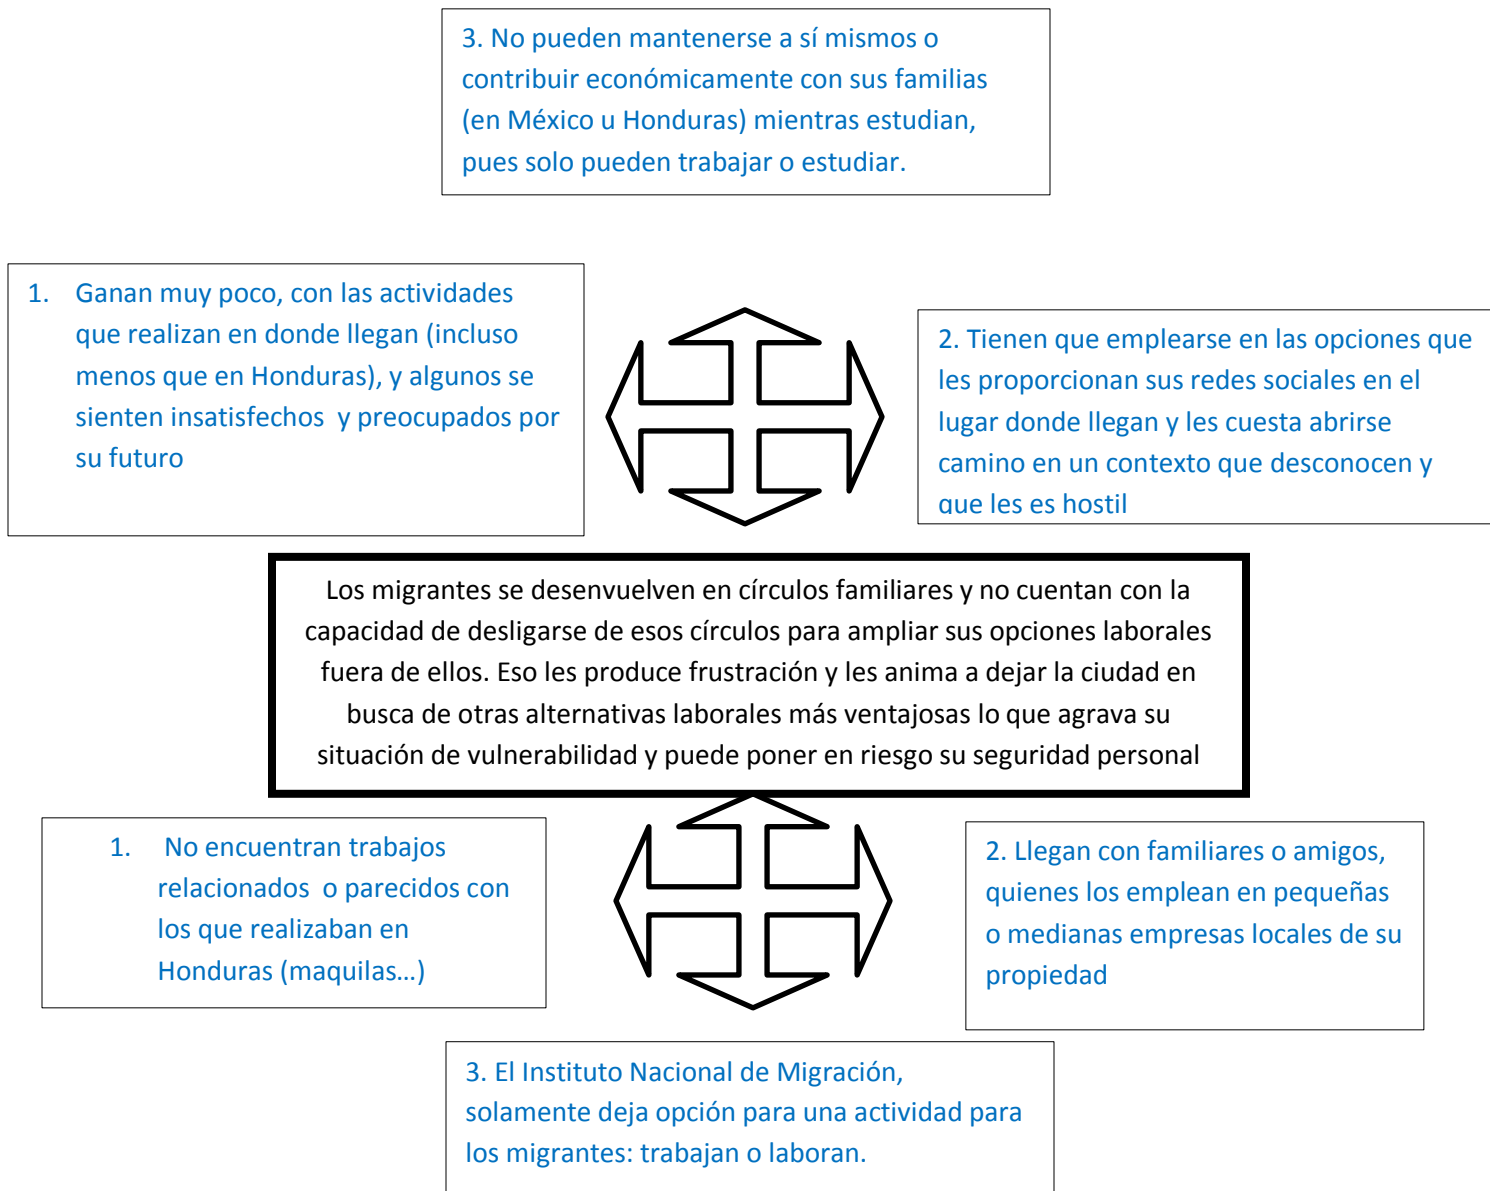 3. No pueden mantenerse a sí mismos o
contribuir económicamente con sus familias
(en México u Honduras) mientras estudian,
pues solo pueden trabajar o estudiar.
1. Ganan muy poco, con las actividades
que realizan en donde llegan (incluso
menos que en Honduras), y algunos se
sienten insatisfechos y preocupados por
su futuro
2. Tienen que emplearse en las opciones que
les proporcionan sus redes sociales en el
lugar donde llegan y les cuesta abrirse
camino en un contexto que desconocen y
que les es hostil
Los migrantes se desenvuelven en círculos familiares y no cuentan con la
capacidad de desligarse de esos círculos para ampliar sus opciones laborales
fuera de ellos. Eso les produce frustración y les anima a dejar la ciudad en
busca de otras alternativas laborales más ventajosas lo que agrava su
situación de vulnerabilidad y puede poner en riesgo su seguridad personal
1. No encuentran trabajos
relacionados o parecidos con
los que realizaban en
Honduras (maquilas…)
2. Llegan con familiares o amigos,
quienes los emplean en pequeñas
o medianas empresas locales de su
propiedad
3. El Instituto Nacional de Migración,
solamente deja opción para una actividad para
los migrantes: trabajan o laboran.